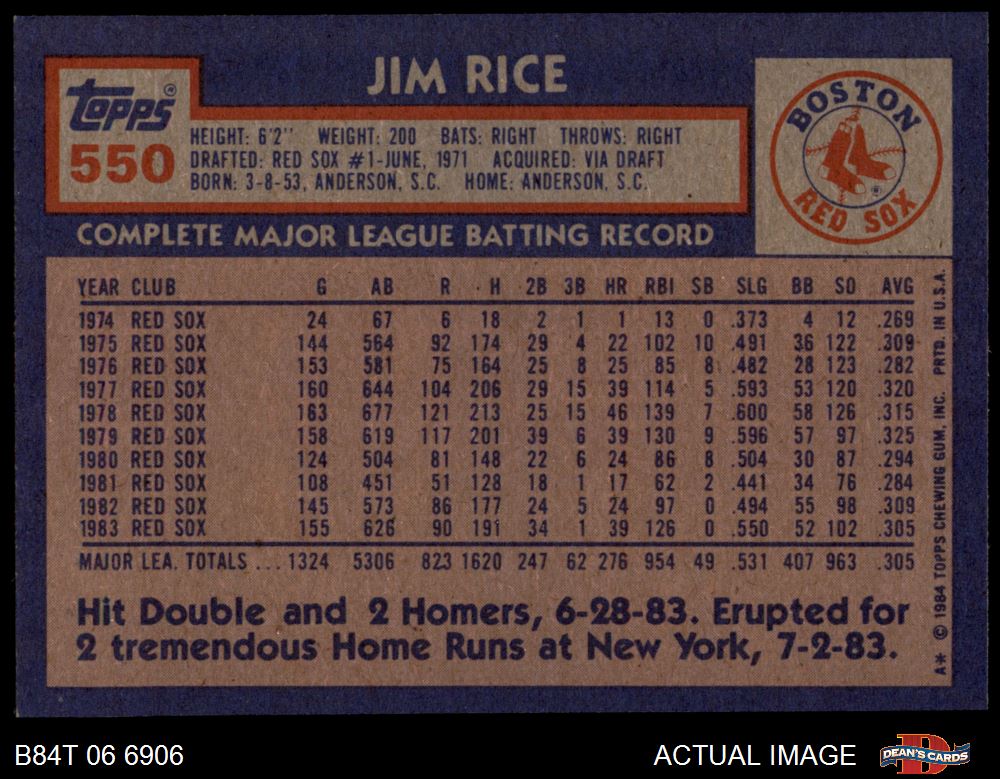 JIM RICE
Topps®
550
HEIGHT: 6'2" WEIGHT: 200 BATS: RIGHT THROWS: RIGHT
DRAFTED: RED SOX #1-JUNE, 1971 ACQUIRED: VIA DRAFT
BORN: 3-8-53, ANDERSON, S.C. HOME: ANDERSON, S.C.
BOSTON
RED SOX
®
COMPLETE MAJOR LEAGUE BATTING RECORD
YEAR CLUB G AB R H 2B 3B HR RBI SB SLG BB SO AVG
1974 RED SOX 24 67 6 18 2 1 1 13 0 .373 4 12 .269
1975 RED SOX 144 564 92 174 29 4 22 102 10 .491 36 122 .309
1976 RED SOX 153 581 75 164 25 8 25 85 8 .482 28 123 .282
1977 RED SOX 160 644 104 206 29 15 39 114 5 .593 53 120 .320
1978 RED SOX 163 677 121 213 25 15 46 139 7 .600 58 126 .315
1979 RED SOX 158 619 117 201 39 6 39 130 9 .596 57 97 .325
1980 RED SOX 124 504 81 148 22 6 24 86 8 .504 30 87 .294
1981 RED SOX 108 451 51 128 18 1 17 62 2 .441 34 76 .284
1982 RED SOX 145 573 86 177 24 5 24 97 0 .494 55 98 .309
1983 RED SOX 155 626 90 191 34 1 39 126 0 .550 52 102 .305
MAJOR LEA. TOTALS ... 1324 5306 823 1620 247 62 276 954 49 .531 407 963 .305
Hit Double and 2 Homers, 6-28-83. Erupted for
2 tremendous Home Runs at New York, 7-2-83.
A* © 1984 TOPPS CHEWING GUM, INC. PRTD. IN U.S.A.
B84T 06 6906
ACTUAL IMAGE
DEAN'S CARDS